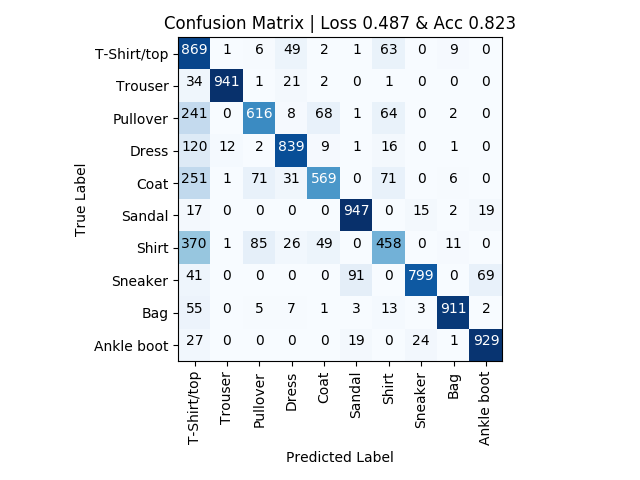 Confusion Matrix | Loss 0.487 & Acc 0.823
True Label
T-Shirt/top 869 1 6 49 2 1 63 0 9 0
Trouser 34 941 1 21 2 0 1 0 0 0
Pullover 241 0 616 8 68 1 64 0 2 0
Dress 120 12 2 839 9 1 16 0 1 0
Coat 251 1 71 31 569 0 71 0 6 0
Sandal 17 0 0 0 0 947 0 15 2 19
Shirt 370 1 85 26 49 0 458 0 11 0
Sneaker 41 0 0 0 0 91 0 799 0 69
Bag 55 0 5 7 1 3 13 3 911 2
Ankle boot 27 0 0 0 0 19 0 24 1 929
T-Shirt/top Trouser Pullover Dress Coat Sandal Shirt Sneaker Bag Ankle boot
Predicted Label